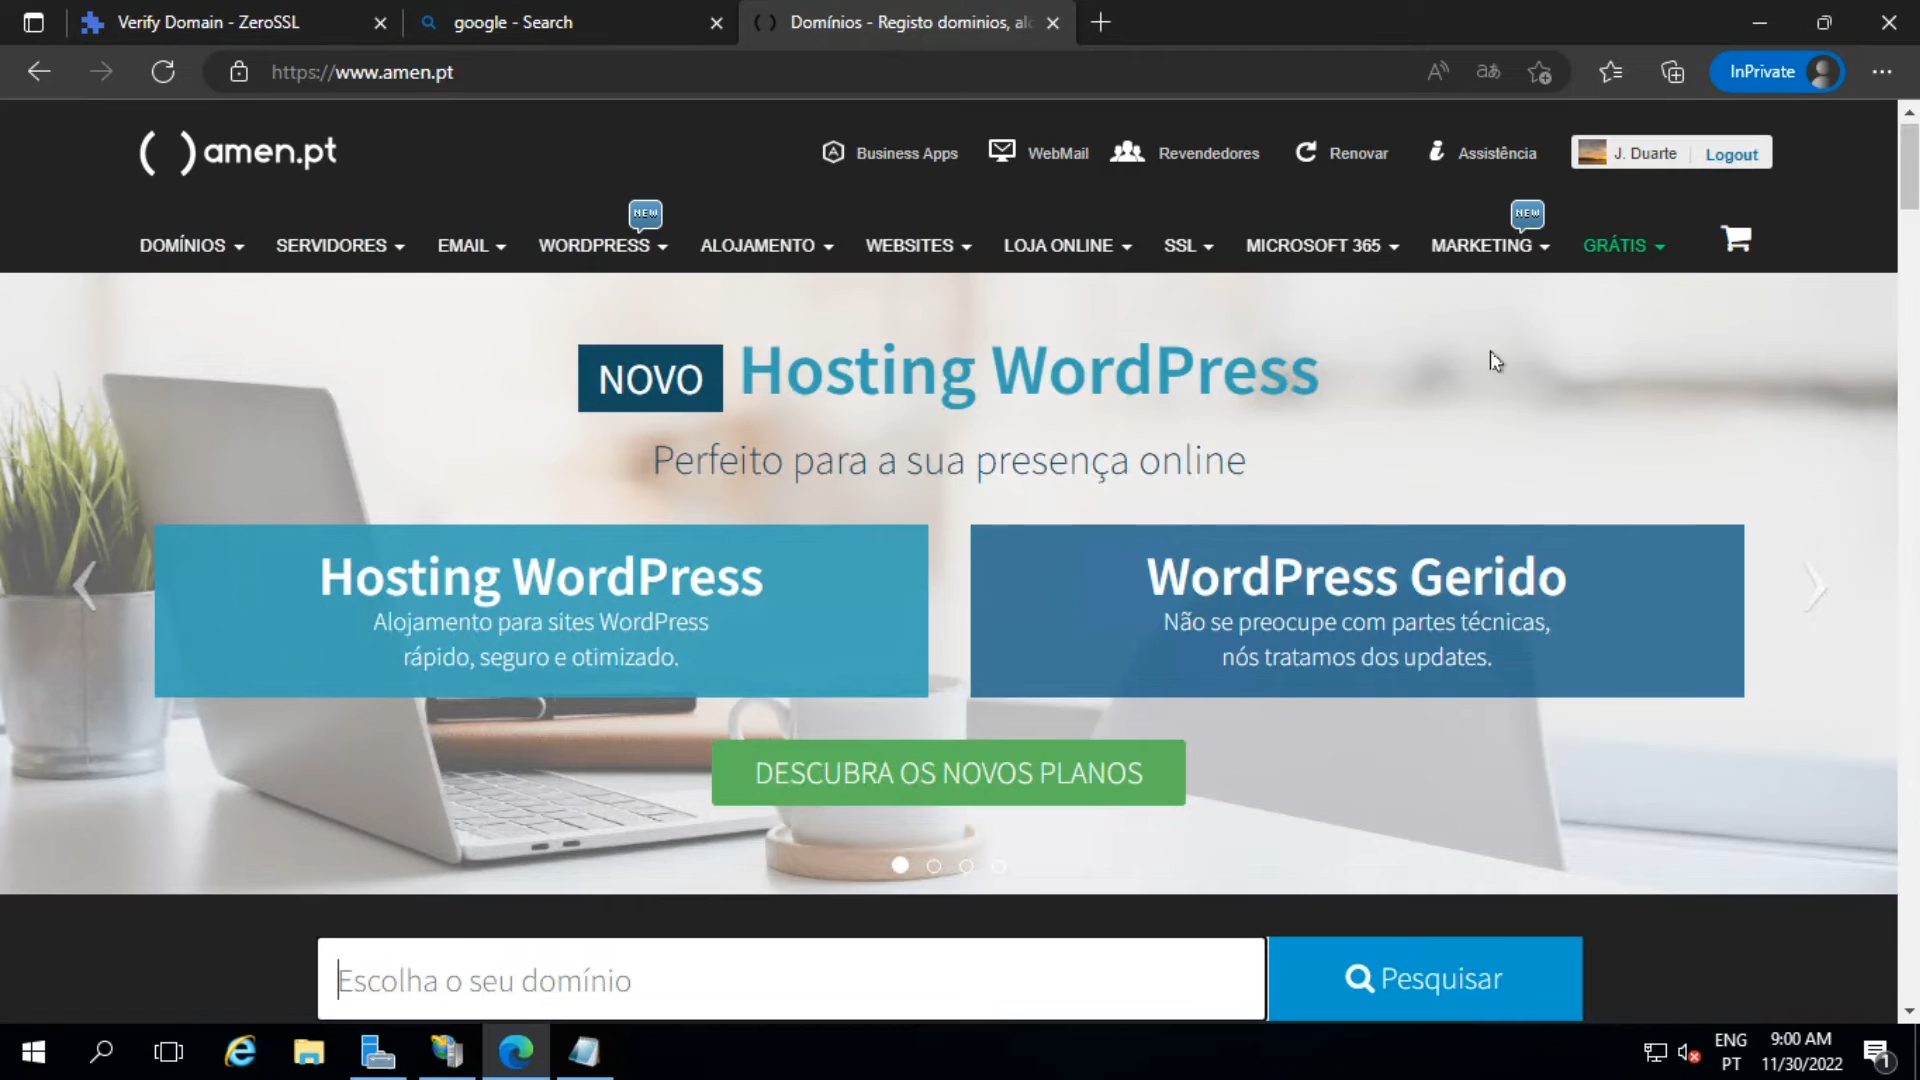 Verify Domain - ZeroSSL
google - Search
Domínios - Registo dominios, alo
https://www.amen.pt
InPrivate
( ) amen.pt
Business Apps
WebMail
Revendedores
Renovar
Assistência
J. Duarte
Logout
NEW
NEW
DOMÍNIOS
SERVIDORES
EMAIL
WORDPRESS
ALOJAMENTO
WEBSITES
LOJA ONLINE
SSL
MICROSOFT 365
MARKETING
GRÁTIS
NOVO Hosting WordPress
Perfeito para a sua presença online
Hosting WordPress
Alojamento para sites WordPress
rápido, seguro e otimizado.
WordPress Gerido
Não se preocupe com partes técnicas,
nós tratamos dos updates.
DESCUBRA OS NOVOS PLANOS
Escolha o seu domínio
Pesquisar
ENG
PT
9:00 AM
11/30/2022
1